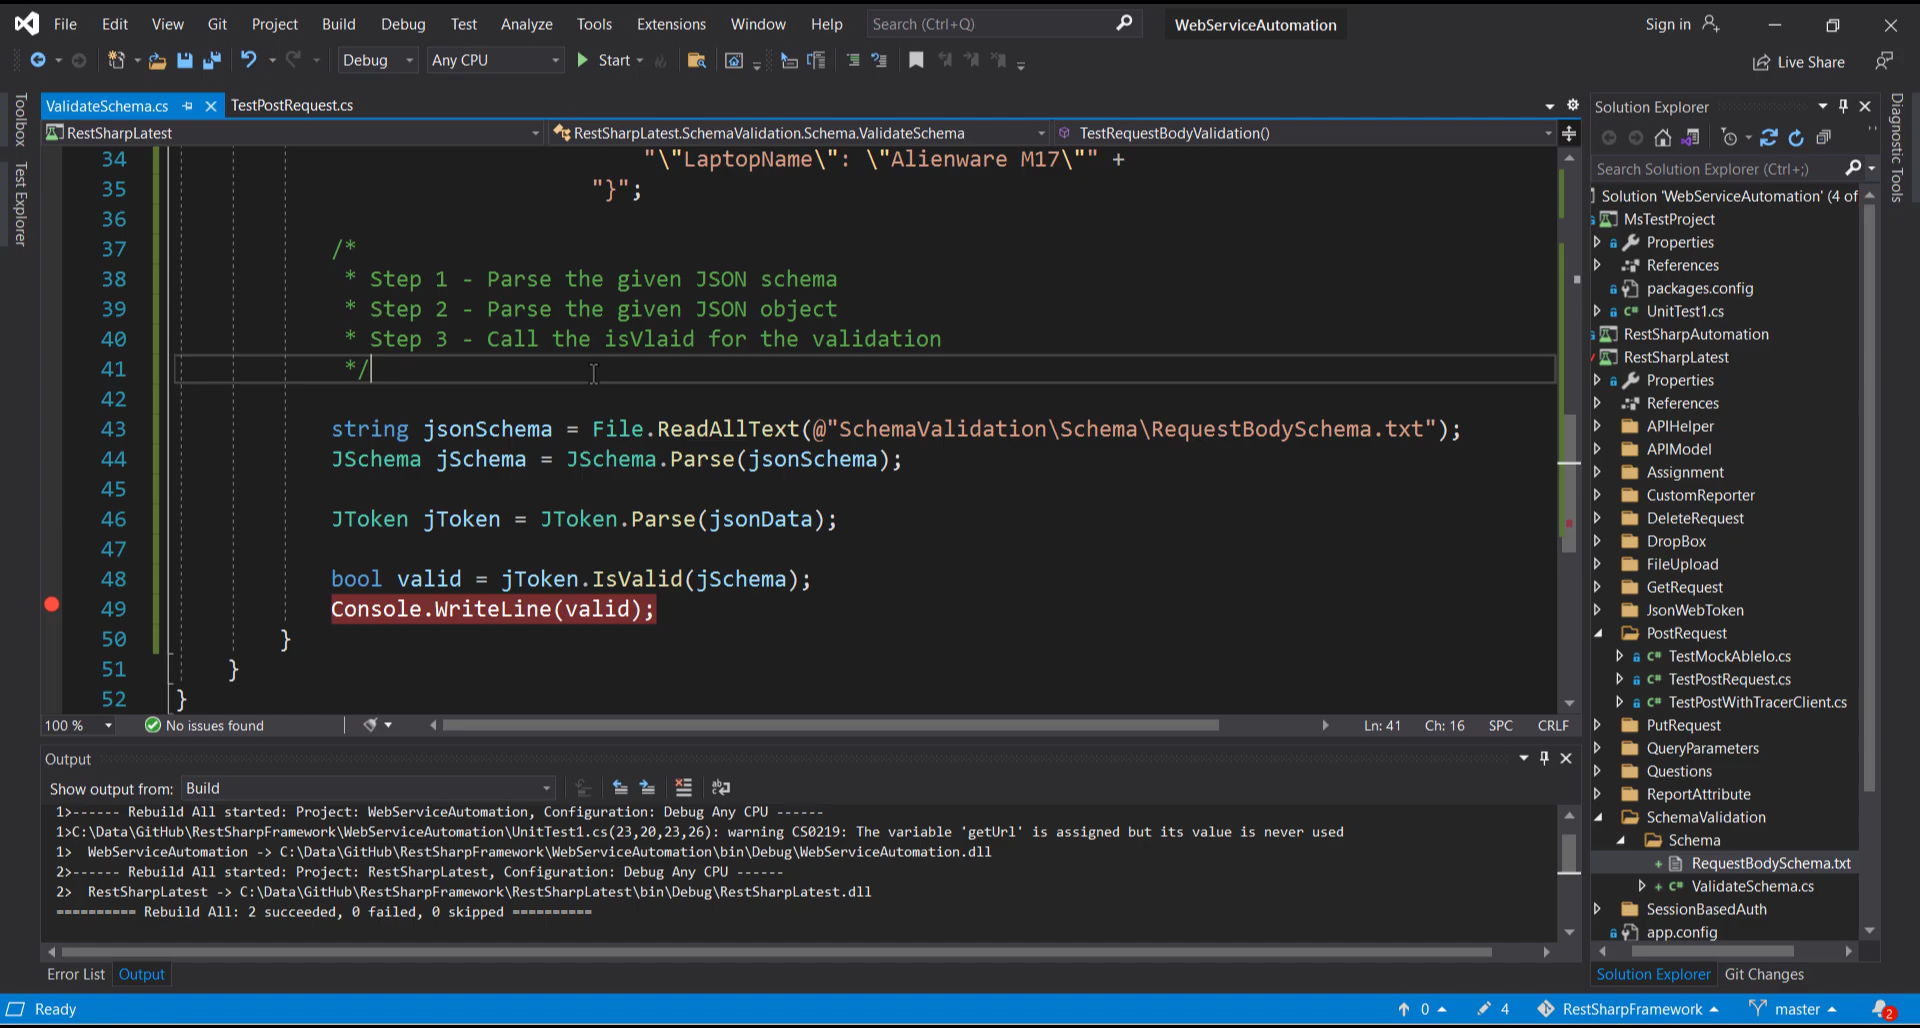 File Edit View Git Project Build Debug Test Analyze Tools Extensions Window Help Search (Ctrl+Q) WebServiceAutomation Sign in
Debug Any CPU Start Live Share
Toolbox
Test Explorer
ValidateSchema.cs TestPostRequest.cs
RestSharpLatest RestSharpLatest.SchemaValidation.Schema.ValidateSchema TestRequestBodyValidation()
34 "\"LaptopName\": \"Alienware M17\"" +
35 "}";
36
37 /*
38 * Step 1 - Parse the given JSON schema
39 * Step 2 - Parse the given JSON object
40 * Step 3 - Call the isVlaid for the validation
41 */
42
43 string jsonSchema = File.ReadAllText(@"SchemaValidation\Schema\RequestBodySchema.txt");
44 JSchema jSchema = JSchema.Parse(jsonSchema);
45
46 JToken jToken = JToken.Parse(jsonData);
47
48 bool valid = jToken.IsValid(jSchema);
49 Console.WriteLine(valid);
50 }
51 }
52 }
100 % No issues found Ln: 41 Ch: 16 SPC CRLF
Output
Show output from: Build
1>------ Rebuild All started: Project: WebServiceAutomation, Configuration: Debug Any CPU ------
1>C:\Data\GitHub\RestSharpFramework\WebServiceAutomation\UnitTest1.cs(23,20,23,26): warning CS0219: The variable 'getUrl' is assigned but its value is never used
1>  WebServiceAutomation -> C:\Data\GitHub\RestSharpFramework\WebServiceAutomation\bin\Debug\WebServiceAutomation.dll
2>------ Rebuild All started: Project: RestSharpLatest, Configuration: Debug Any CPU ------
2>  RestSharpLatest -> C:\Data\GitHub\RestSharpFramework\RestSharpLatest\bin\Debug\RestSharpLatest.dll
========== Rebuild All: 2 succeeded, 0 failed, 0 skipped ==========
Error List Output
Solution Explorer
Search Solution Explorer (Ctrl+;)
Solution 'WebServiceAutomation' (4 of
MsTestProject
Properties
References
packages.config
C# UnitTest1.cs
RestSharpAutomation
RestSharpLatest
Properties
References
APIHelper
APIModel
Assignment
CustomReporter
DeleteRequest
DropBox
FileUpload
GetRequest
JsonWebToken
PostRequest
C# TestMockAbleIo.cs
C# TestPostRequest.cs
C# TestPostWithTracerClient.cs
PutRequest
QueryParameters
Questions
ReportAttribute
SchemaValidation
Schema
+ RequestBodySchema.txt
+ C# ValidateSchema.cs
SessionBasedAuth
app.config
Solution Explorer Git Changes
Diagnostic Tools
Ready 0 4 RestSharpFramework master 2